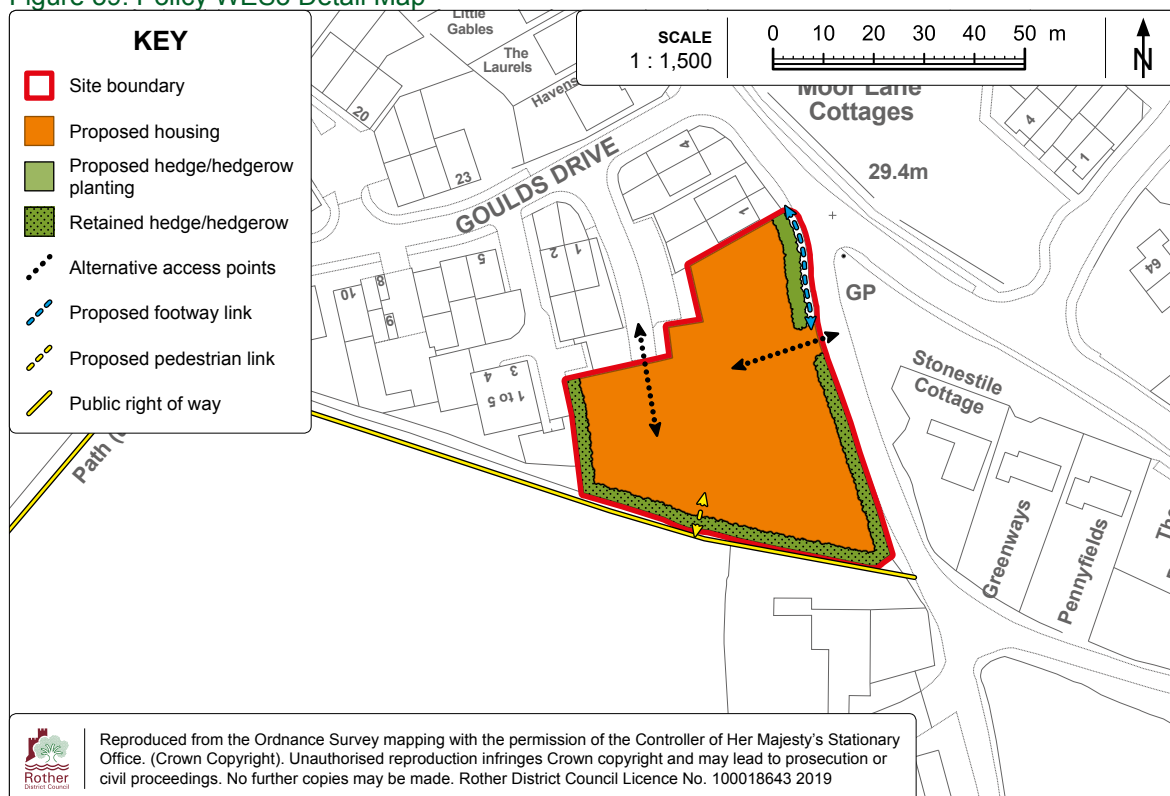 Figure Policy Detail Map
KEY
Site boundary
Proposed housing
Proposed hedge/hedgerow
planting
Retained hedge/hedgerow
Alternative access points
Proposed footway link
Proposed pedestrian link
Public right of way
SCALE
1 : 1,500
0 10 20 30 40 50 m
N
Little
Gables
The
Laurels
Havens
20
23
GOULDS DRIVE
Moor Lane
Cottages
29.4m
4
1
4
1
2
1
5
8
10
6
3
4
1 to 5
64
GP
Stonestile
Cottage
Greenways
Pennyfields
Path
Rother
District Council
Reproduced from the Ordnance Survey mapping with the permission of the Controller of Her Majesty's Stationary
Office. (Crown Copyright). Unauthorised reproduction infringes Crown copyright and may lead to prosecution or
civil proceedings. No further copies may be made. Rother District Council Licence No. 100018643 2019